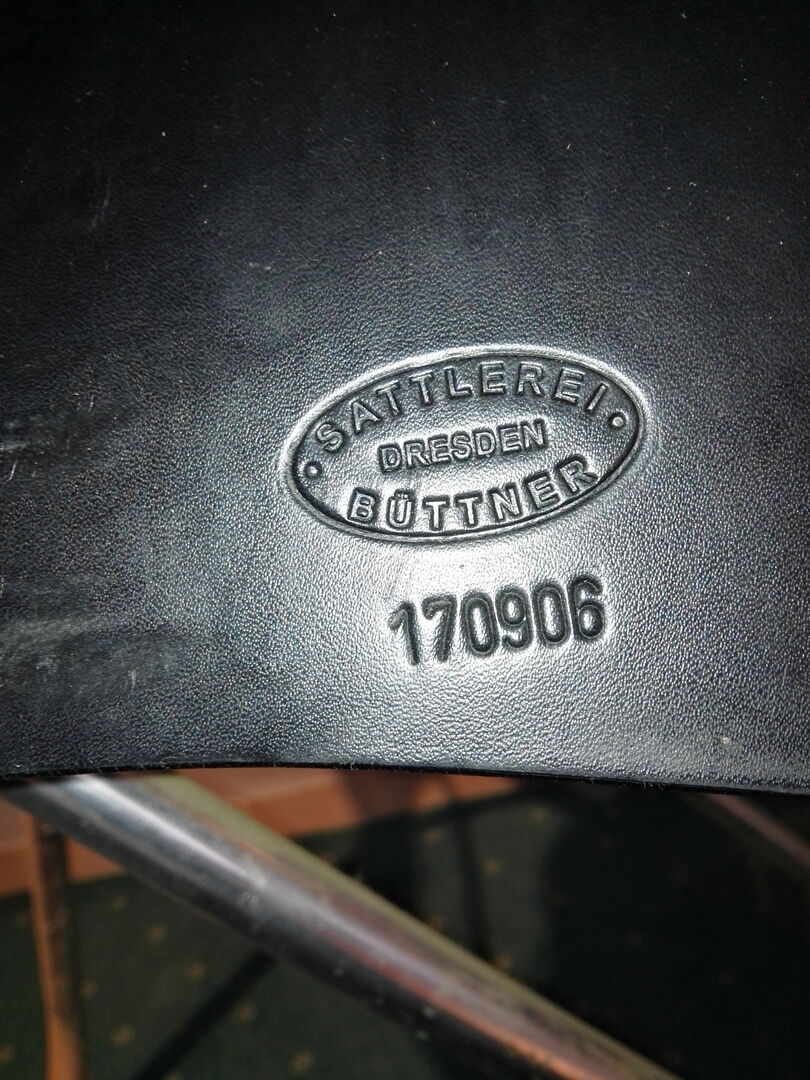 SATTLEREI
DRESDEN
BÜTTNER
170906